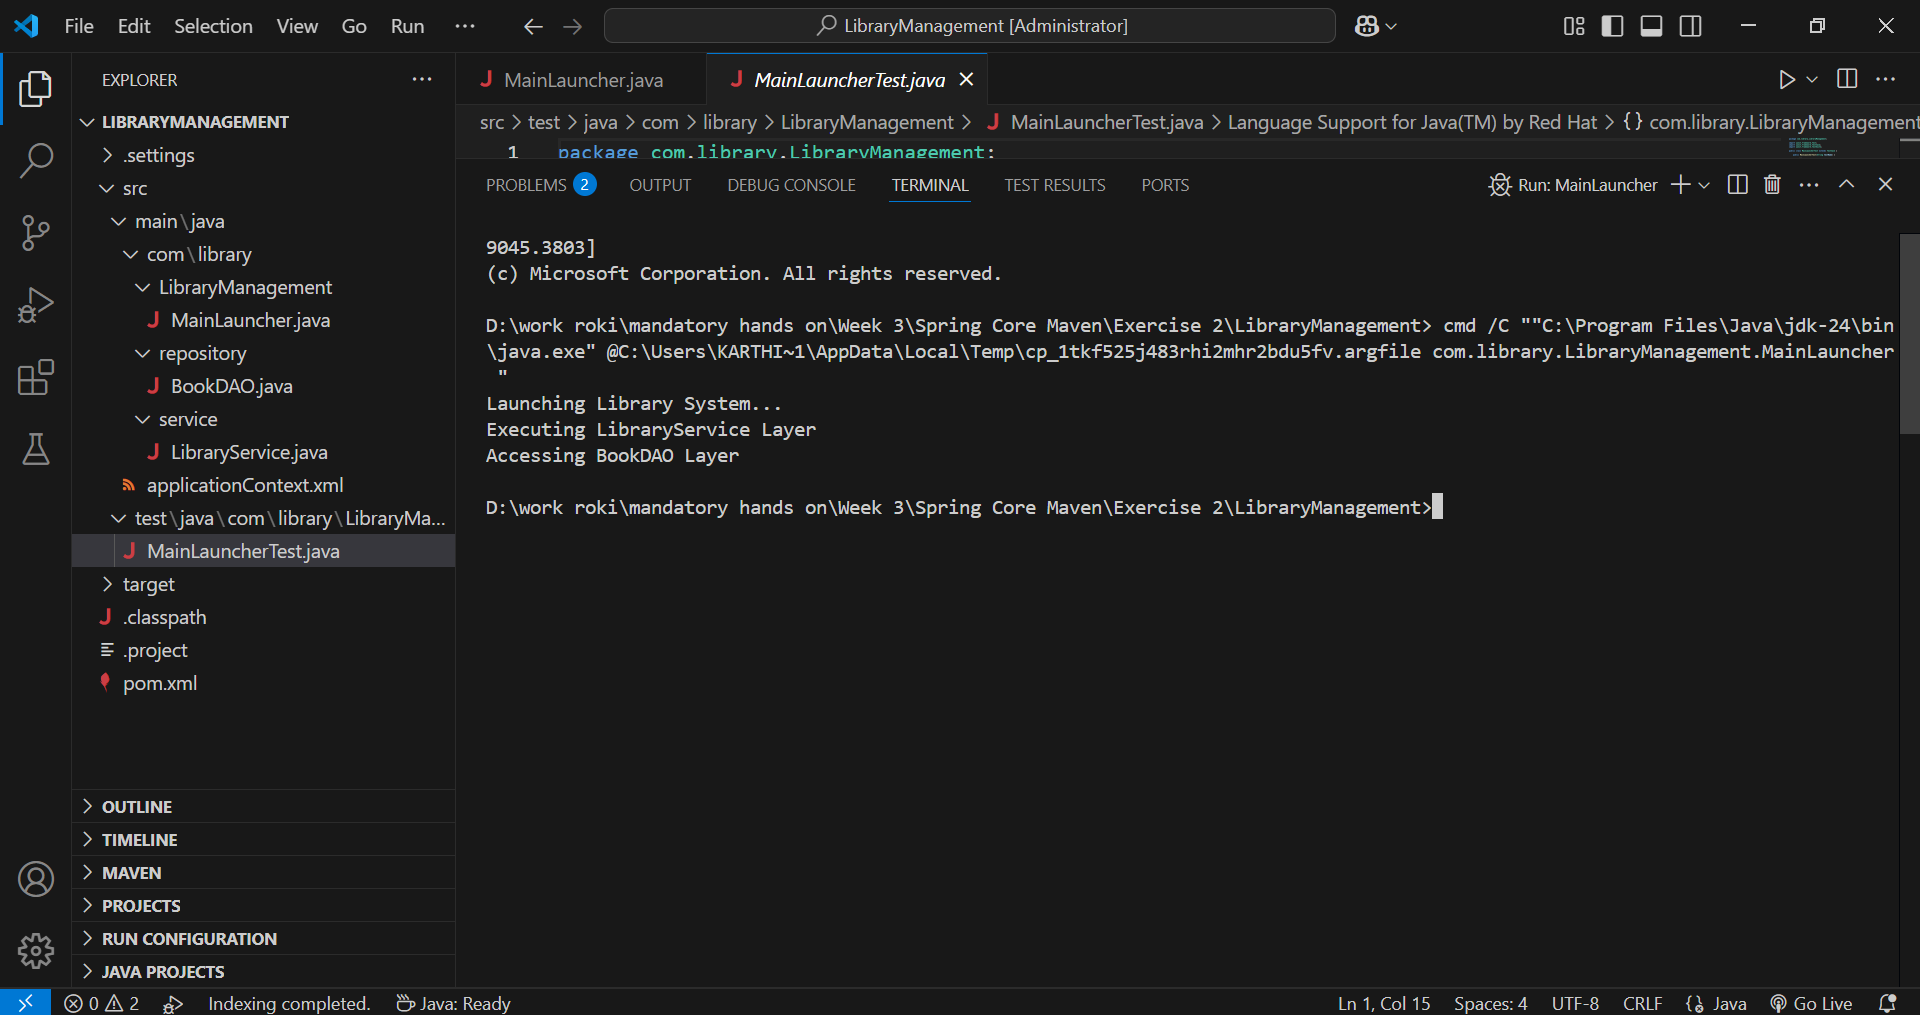 File Edit Selection View Go Run ···
LibraryManagement [Administrator]
EXPLORER
LIBRARYMANAGEMENT
.settings
src
main\java
com\library
LibraryManagement
MainLauncher.java
repository
BookDAO.java
service
LibraryService.java
applicationContext.xml
test\java\com\library\LibraryMa...
MainLauncherTest.java
target
.classpath
.project
pom.xml
OUTLINE
TIMELINE
MAVEN
PROJECTS
RUN CONFIGURATION
JAVA PROJECTS
MainLauncher.java
MainLauncherTest.java
src > test > java > com > library > LibraryManagement > MainLauncherTest.java > Language Support for Java(TM) by Red Hat > {} com.library.LibraryManagement
1 package com.library.LibraryManagement;
PROBLEMS 2 OUTPUT DEBUG CONSOLE TERMINAL TEST RESULTS PORTS
Run: MainLauncher
9045.3803]
(c) Microsoft Corporation. All rights reserved.
D:\work roki\mandatory hands on\Week 3\Spring Core Maven\Exercise 2\LibraryManagement> cmd /C ""C:\Program Files\Java\jdk-24\bin
\java.exe" @C:\Users\KARTHI~1\AppData\Local\Temp\cp_1tkf525j483rhi2mhr2bdu5fv.argfile com.library.LibraryManagement.MainLauncher
"
Launching Library System...
Executing LibraryService Layer
Accessing BookDAO Layer
D:\work roki\mandatory hands on\Week 3\Spring Core Maven\Exercise 2\LibraryManagement>
0 2 Indexing completed. Java: Ready
Ln 1, Col 15 Spaces: 4 UTF-8 CRLF Java Go Live